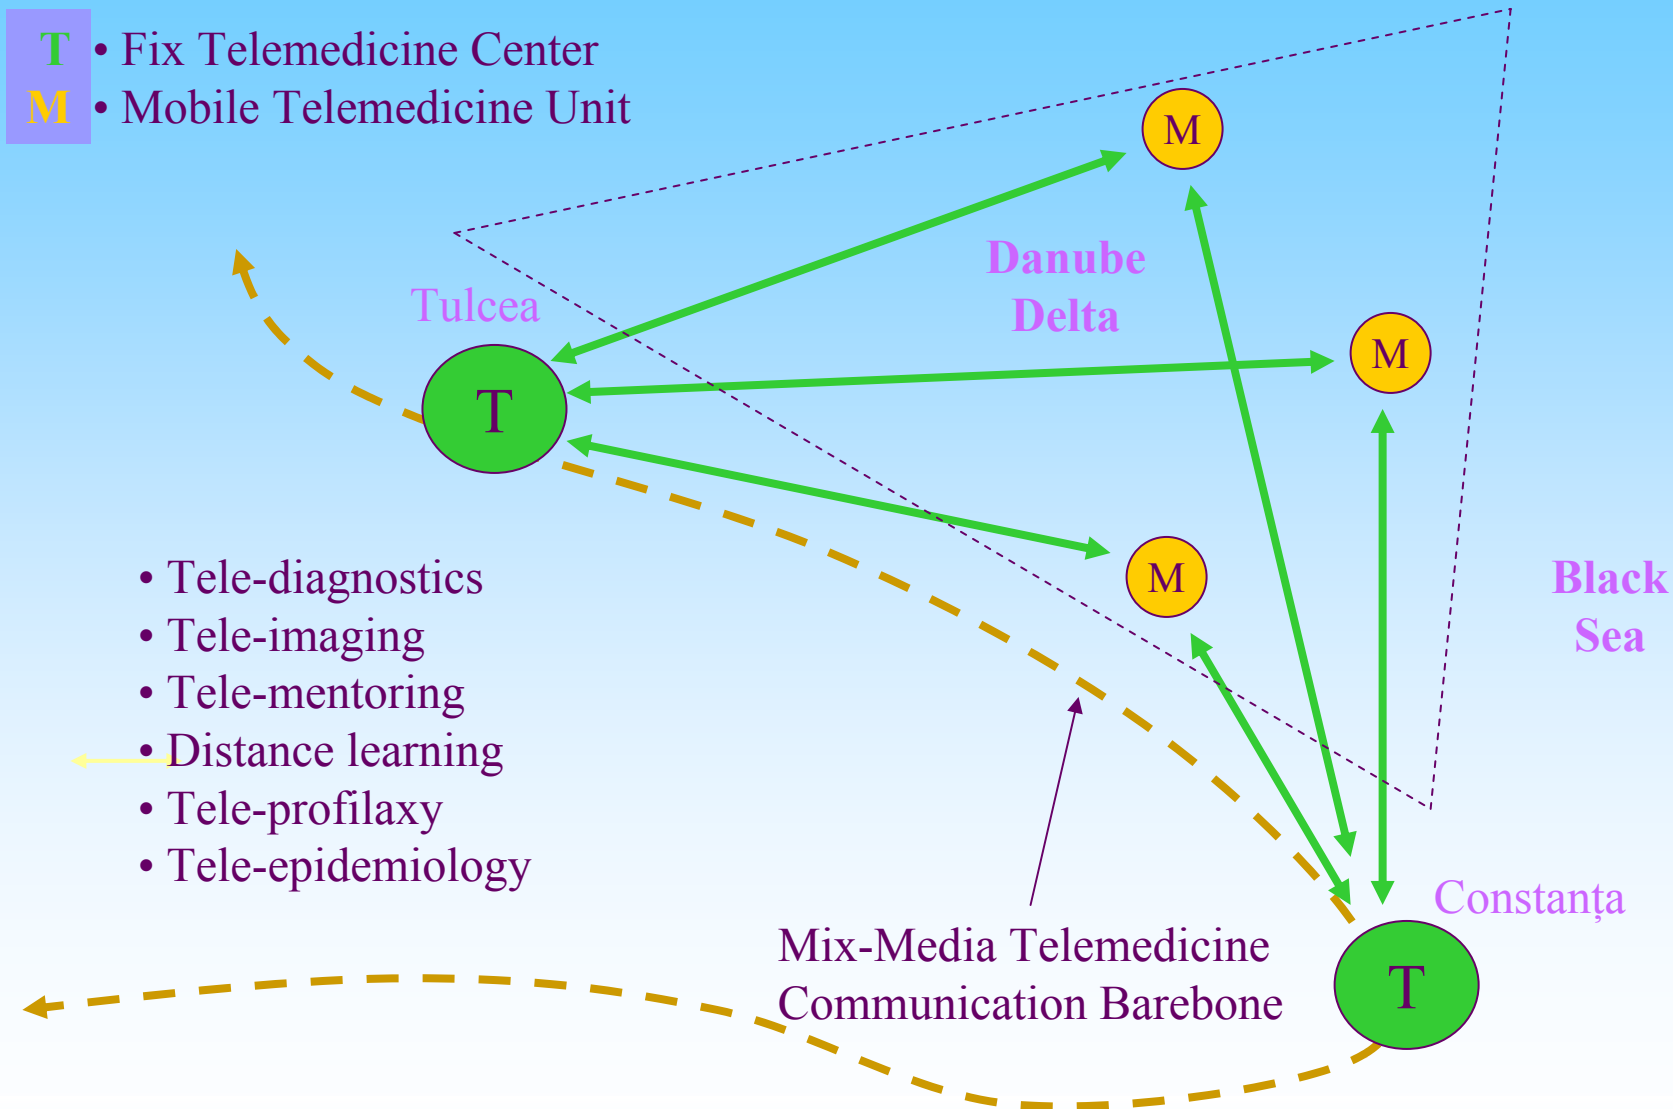 T • Fix Telemedicine Center
M • Mobile Telemedicine Unit
M
Danube
Delta
Tulcea
M
T
M
• Tele-diagnostics
• Tele-imaging
• Tele-mentoring
• Distance learning
• Tele-profilaxy
• Tele-epidemiology
Black
Sea
Constanța
Mix-Media Telemedicine
Communication Barebone
T